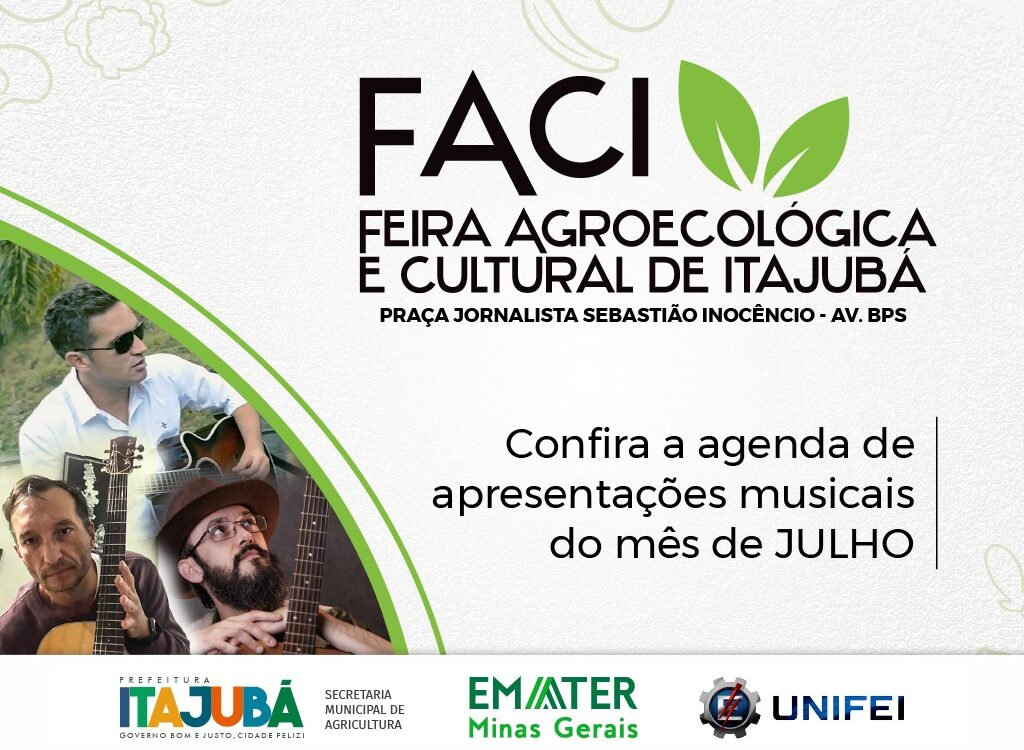 FACI
FEIRA AGROECOLÓGICA
E CULTURAL DE ITAJUBÁ
PRAÇA JORNALISTA SEBASTIÃO INOCÊNCIO - AV. BPS
Confira a agenda de
apresentações musicais
do mês de JULHO
PREFEITURA
ITAJUBÁ
GOVERNO BOM E JUSTO, CIDADE FELIZ!
SECRETARIA
MUNICIPAL DE
AGRICULTURA
EMATER
Minas Gerais
E UNIFEI